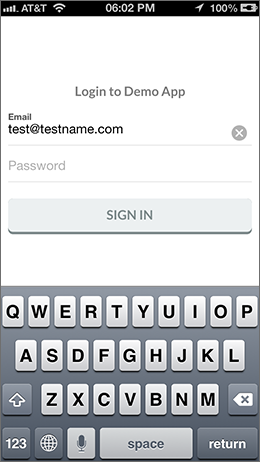 AT&T 06:02 PM 100%
Login to Demo App
Email
test@testname.com
Password
SIGN IN
Q W E R T Y U I O P
A S D F G H J K L
Z X C V B N M
123 space return